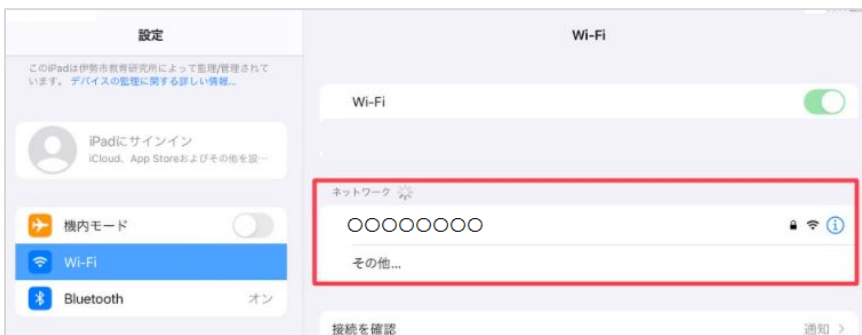 設定
このiPadは伊勢市教育研究所によって監理/管理されて
います。デバイスの監理に関する詳しい情報...
iPadにサインイン
iCloud、App Storeおよびその他を設…
機内モード
Wi-Fi
Bluetooth
オン
Wi-Fi
Wi-Fi
ネットワーク
〇〇〇〇〇〇〇〇
その他...
接続を確認
通知